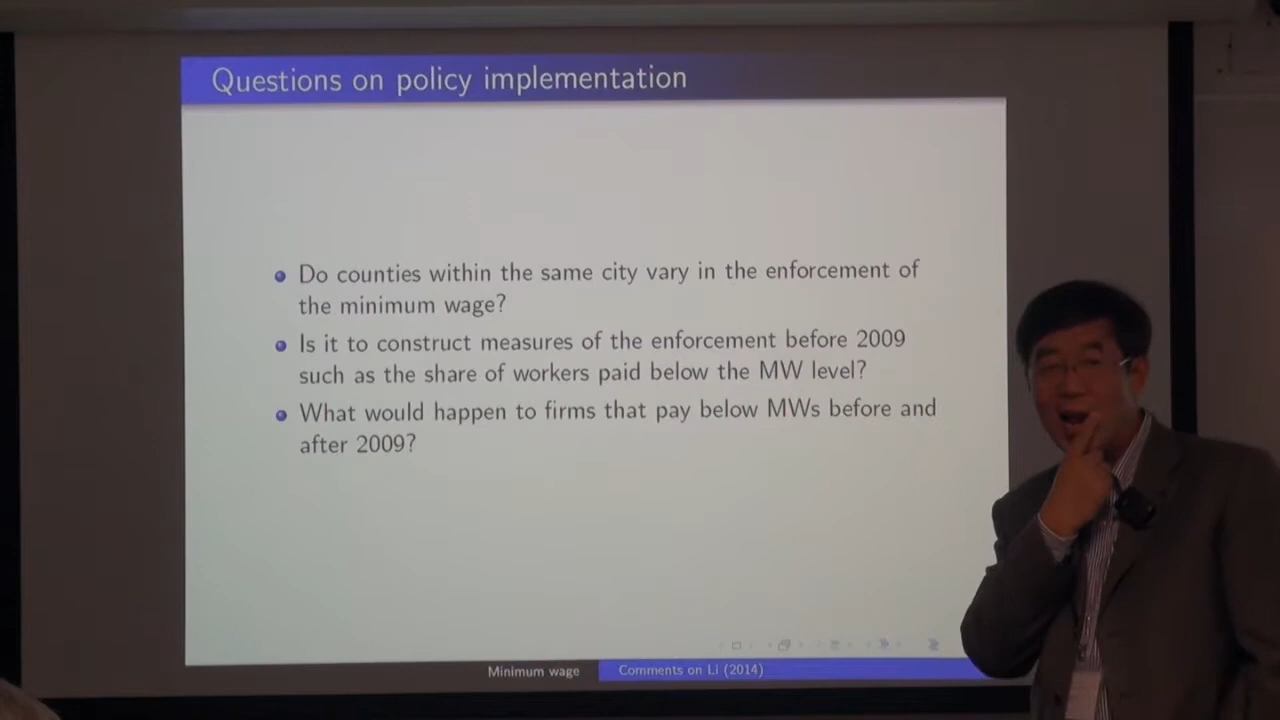 Questions on policy implementation
Do counties within the same city vary in the enforcement of
the minimum wage?
Is it to construct measures of the enforcement before 2009
such as the share of workers paid below the MW level?
What would happen to firms that pay below MWs before and
after 2009?
Minimum wage
Comments on Li (2014)